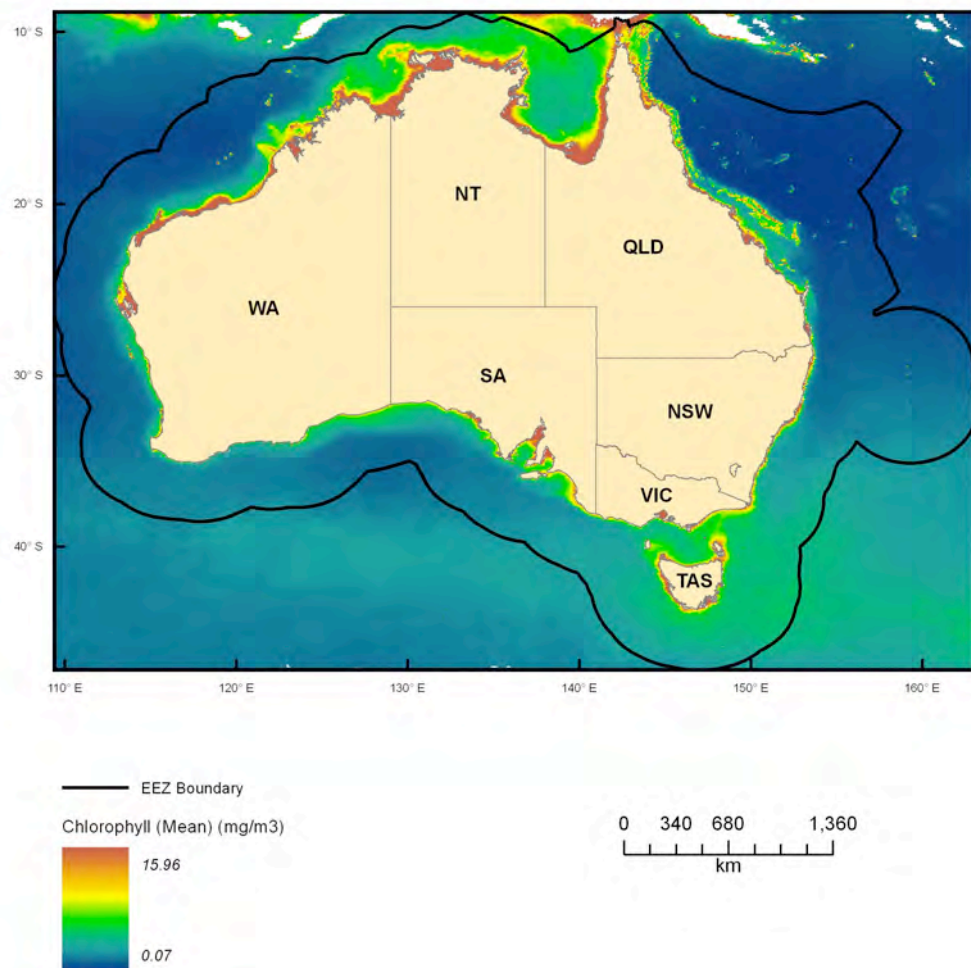 10° S
20° S
30° S
40° S
NT
QLD
WA
SA
NSW
VIC
TAS
110° E 120° E 130° E 140° E 150° E 160° E
EEZ Boundary
Chlorophyll (Mean) (mg/m3)
15.96
0.07
0 340 680 1,360
km